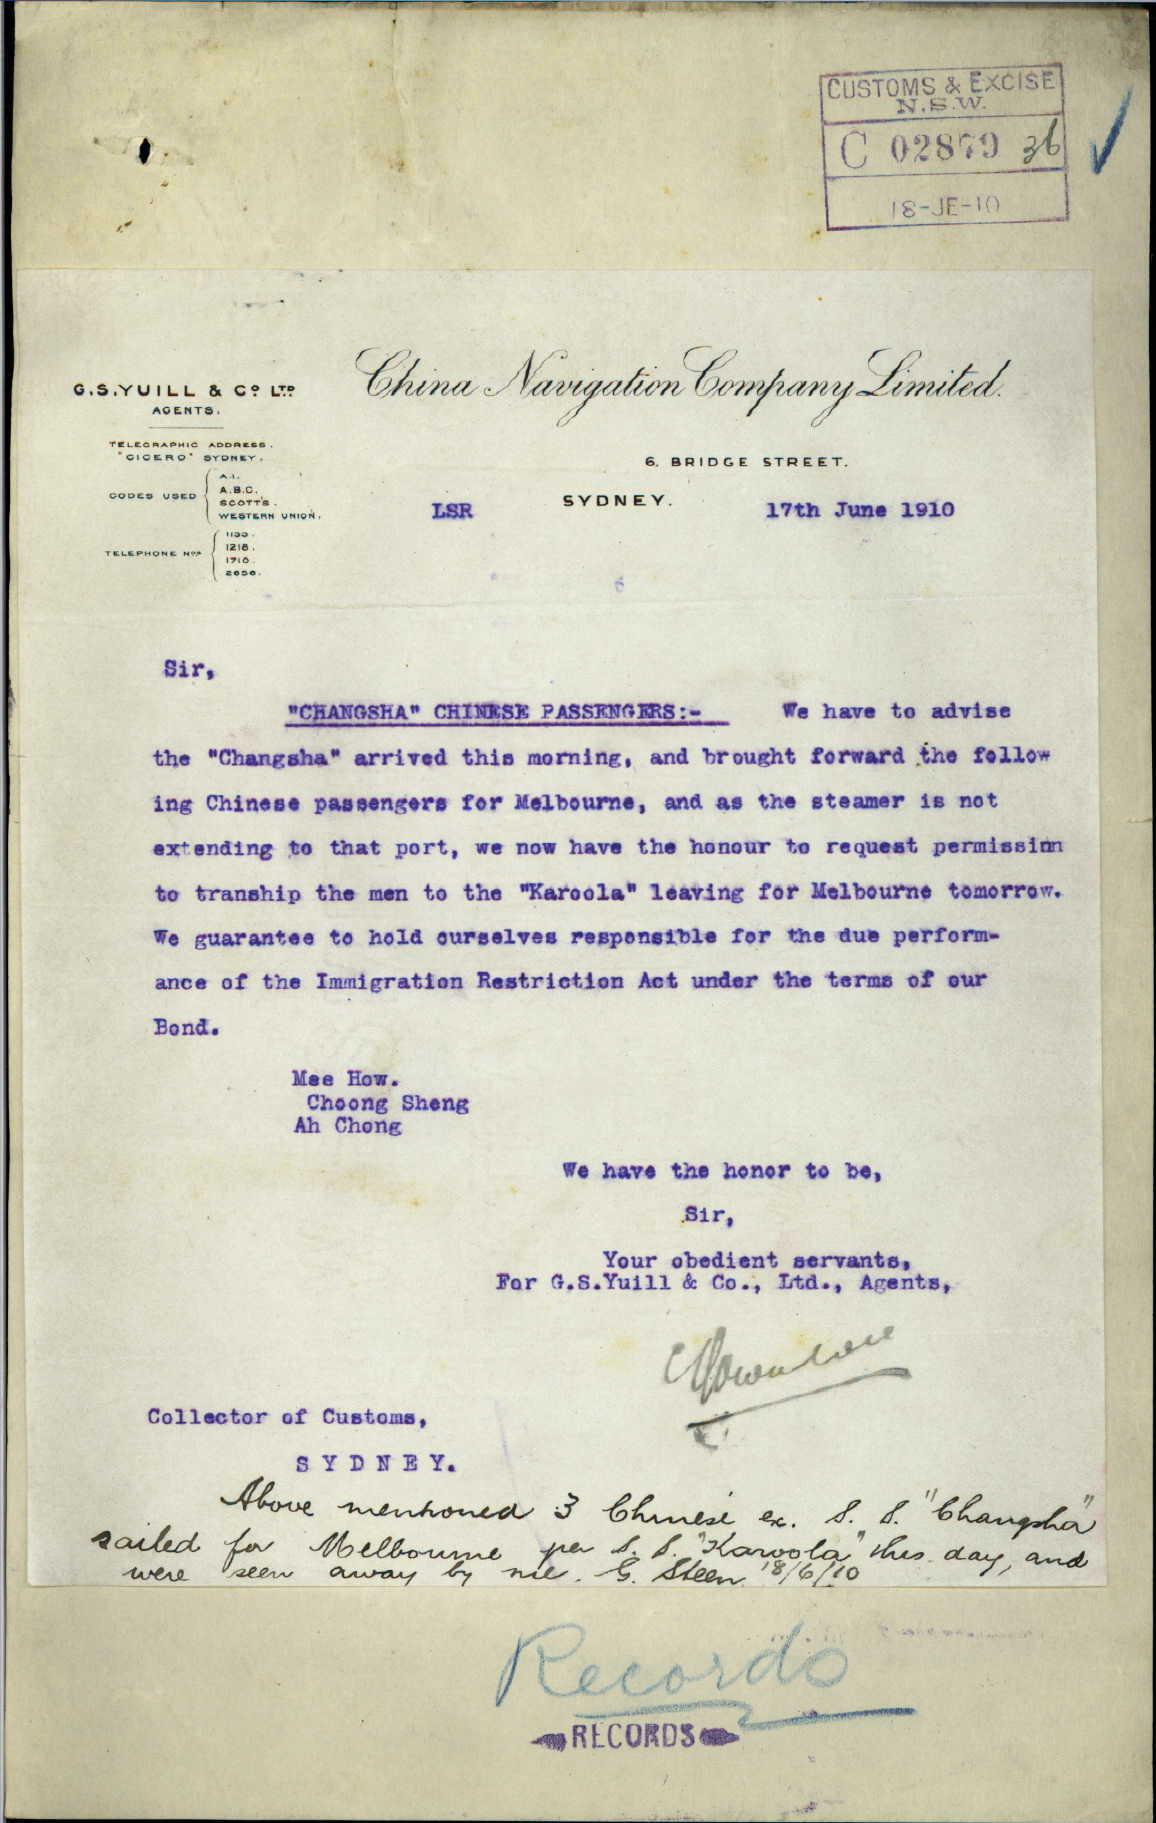 CUSTOMS & EXCISE
N.S.W.
C 02879 36
18-JE-10
G.S.YUILL & Co LTD
AGENTS.
TELEGRAPHIC ADDRESS.
"CICERO" SYDNEY.
CODES USED
A.I.
A.B.C.
SCOTTS.
WESTERN UNION.
TELEPHONE Nos
1218.
1710.
China Navigation Company Limited.
6. BRIDGE STREET.
SYDNEY.
LSR
17th June 1910
Sir,
"CHANGSHA" CHINESE PASSENGERS:- We have to advise
the "Changsha" arrived this morning, and brought forward the follow
ing Chinese passengers for Melbourne, and as the steamer is not
extending to that port, we now have the honour to request permission
to tranship the men to the "Karoola" leaving for Melbourne tomorrow.
We guarantee to hold ourselves responsible for the due perform-
ance of the Immigration Restriction Act under the terms of our
Bond.
Mee How.
Choong Sheng
Ah Chong
We have the honor to be,
Sir,
Your obedient servants,
For G.S.Yuill & Co., Ltd., Agents,
Collector of Customs,
SYDNEY.
Above mentioned 3 Chinese ex. S. S. "Changsha"
sailed for Melbourne per S. S. "Karoola" this day, and
were seen away by me. G. Steen 18/6/10
Records
RECORDS